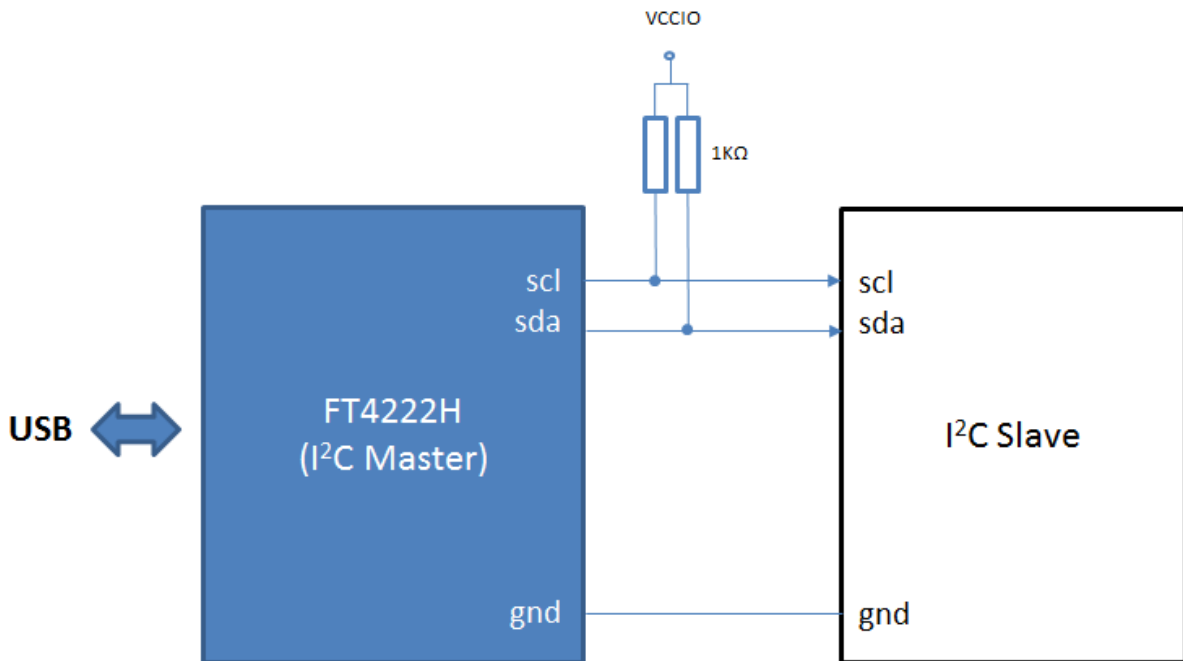 VCCIO
1KΩ
scl
sda
scl
sda
USB
FT4222H
(I²C Master)
I²C Slave
gnd
gnd